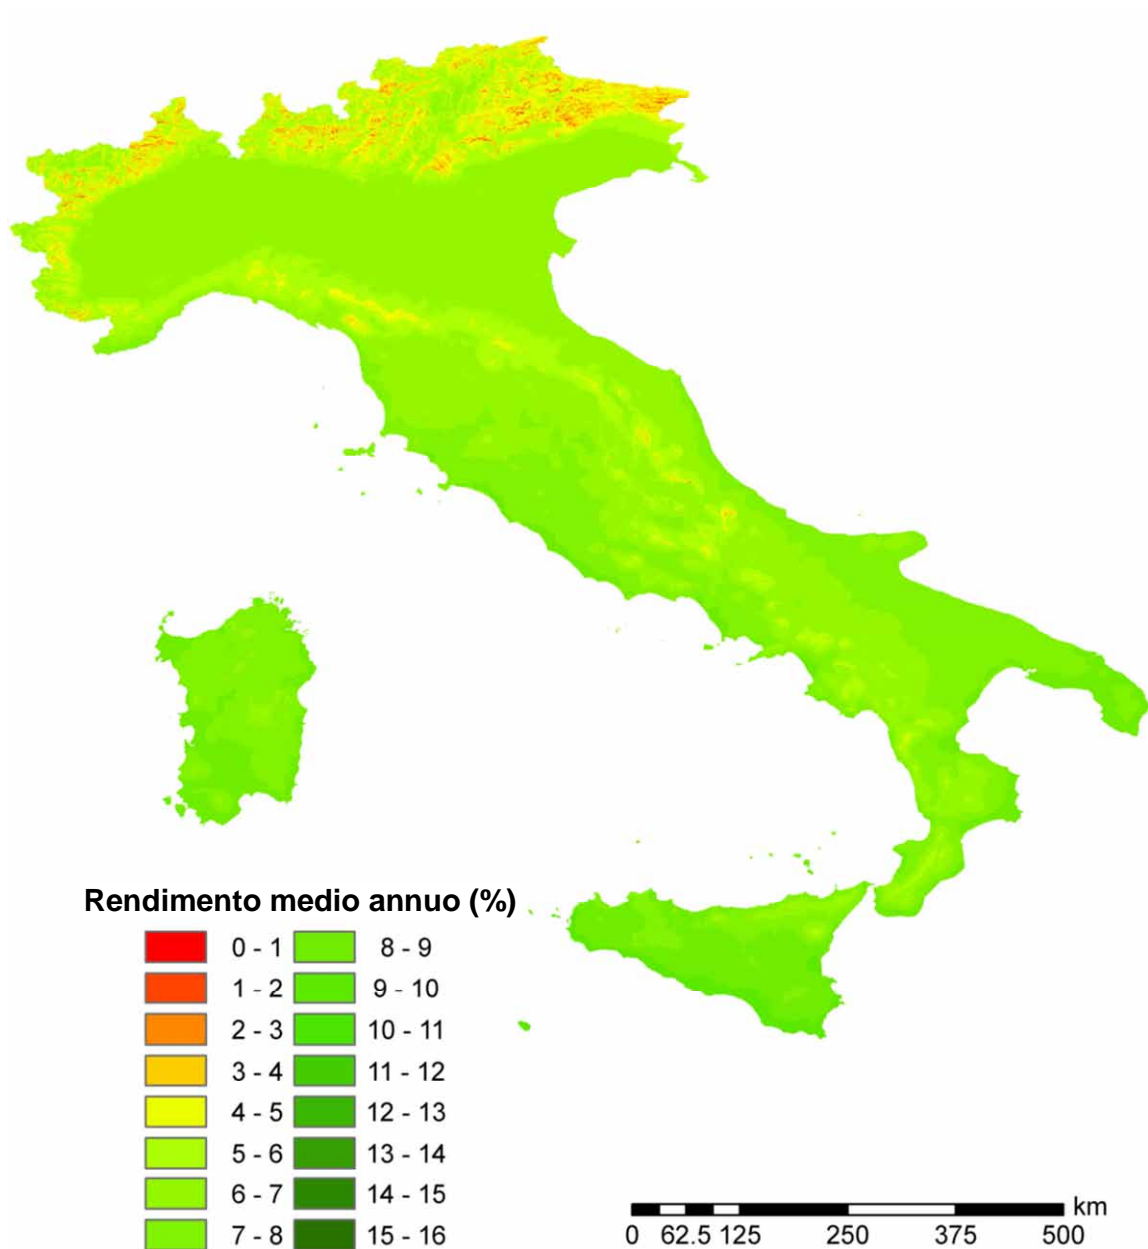 Rendimento medio annuo (%)
0 - 1 8 - 9
1 - 2 9 - 10
2 - 3 10 - 11
3 - 4 11 - 12
4 - 5 12 - 13
5 - 6 13 - 14
6 - 7 14 - 15
7 - 8 15 - 16
km
0 62.5 125 250 375 500